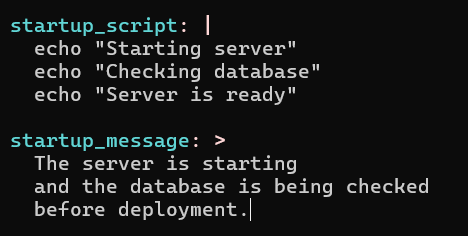 startup_script: |
  echo "Starting server"
  echo "Checking database"
  echo "Server is ready"

startup_message: >
  The server is starting
  and the database is being checked
  before deployment.